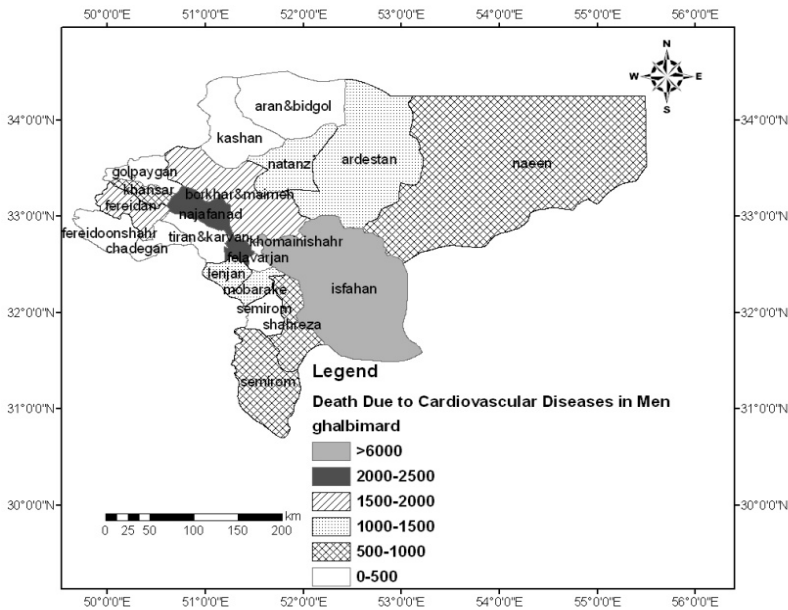 50°0'0"E 51°0'0"E 52°0'0"E 53°0'0"E 54°0'0"E 55°0'0"E 56°0'0"E
N
W E
S
34°0'0"N 34°0'0"N
33°0'0"N 33°0'0"N
32°0'0"N 32°0'0"N
31°0'0"N 31°0'0"N
30°0'0"N 30°0'0"N
aran&bidgol
kashan
natanz
ardestan
naeen
golpaygan
khansar
borkhar&maimeh
fereidan
najafanad
fereidoonshahr
tiran&karyan
khomainishahr
chadegan
felavarjan
lenjan
mobarake
isfahan
semirom
shahreza
semirom
Legend
Death Due to Cardiovascular Diseases in Men
ghalbimard
>6000
2000-2500
1500-2000
1000-1500
500-1000
0-500
km
0 25 50 100 150 200
50°0'0"E 51°0'0"E 52°0'0"E 53°0'0"E 54°0'0"E 55°0'0"E 56°0'0"E